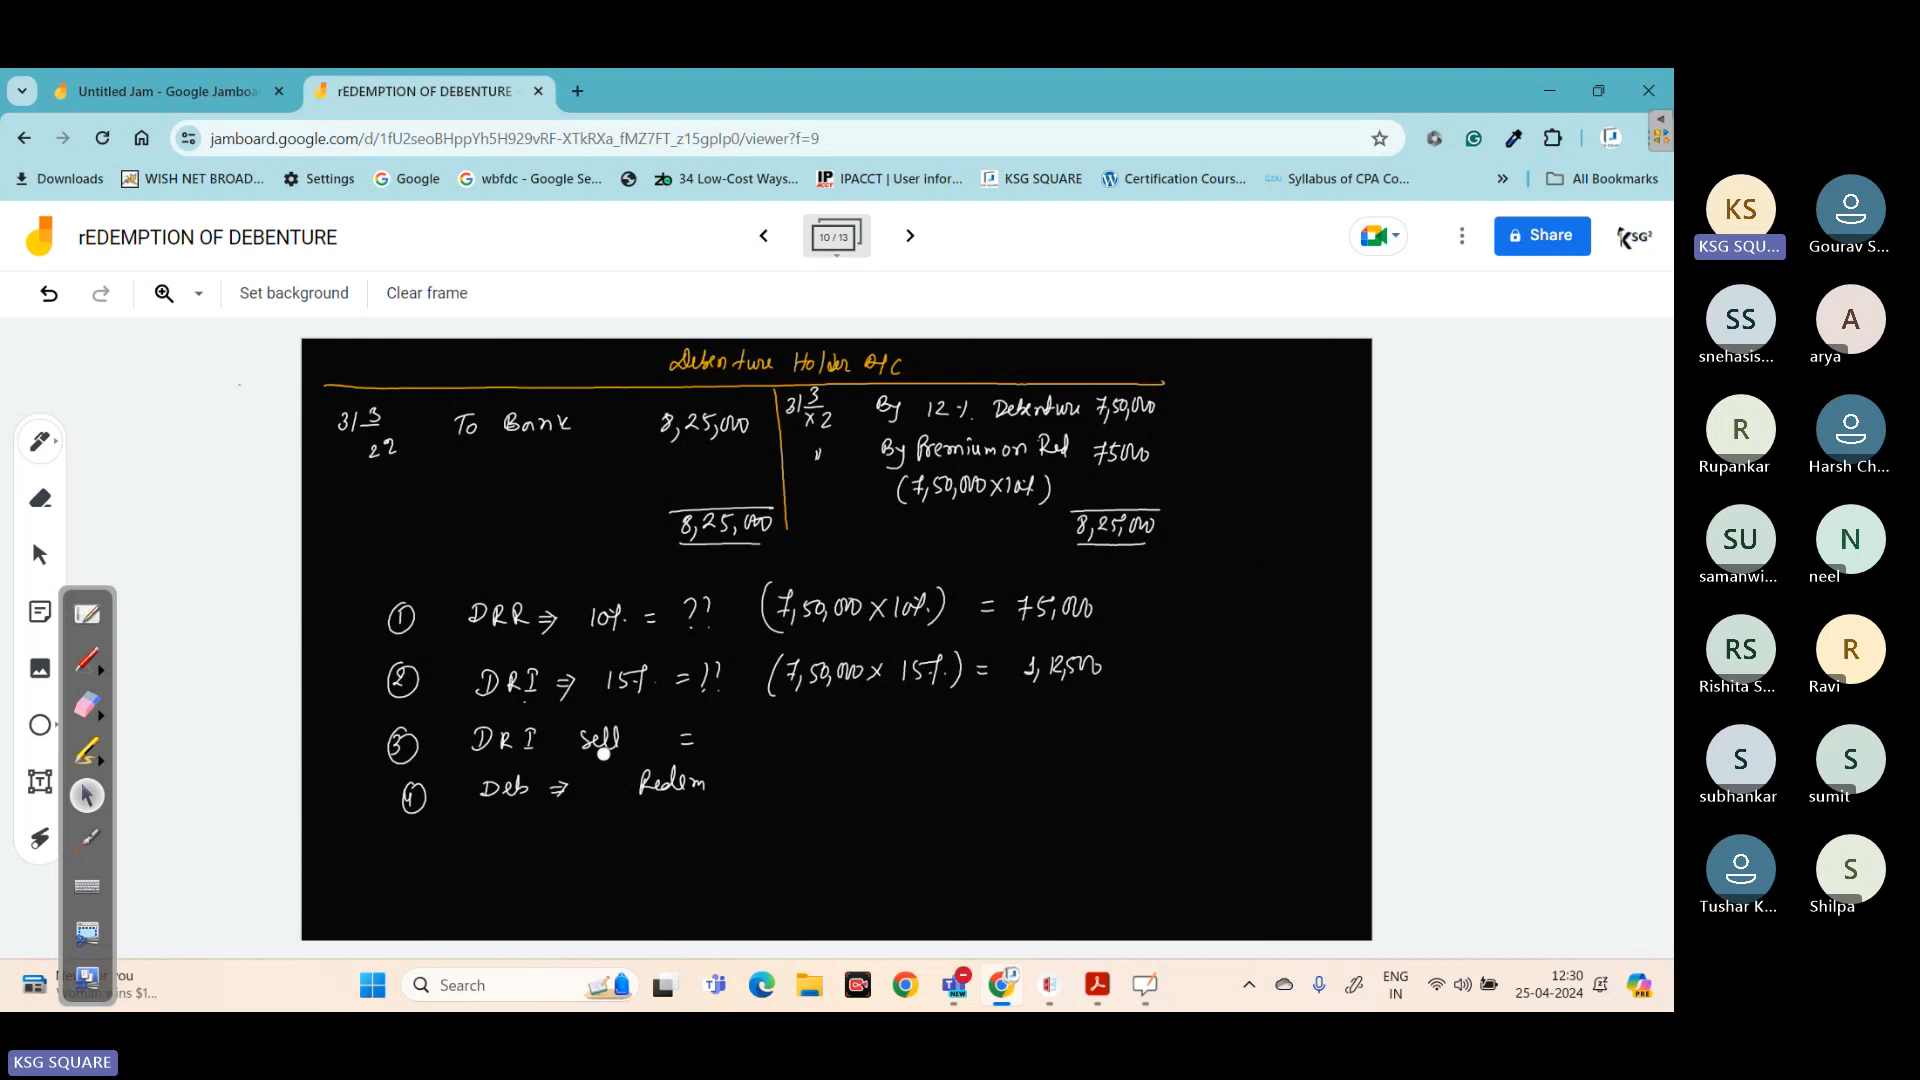 Untitled Jam - Google Jamboa
rEDEMPTION OF DEBENTURE -
jamboard.google.com/d/1fU2seoBHppYh5H929vRF-XTkRXa_fMZ7FT_z15gpIp0/viewer?f=9
Downloads WISH NET BROAD... Settings Google wbfdc - Google Se... 34 Low-Cost Ways... IPACCT | User infor... KSG SQUARE Certification Cours... Syllabus of CPA Co... » All Bookmarks
rEDEMPTION OF DEBENTURE
10 / 13
Share
KSG²
Set background Clear frame
Debenture Holder A/C
31/3/22 To Bank 8,25,000
31/3/x2 By 12% Debenture 7,50,000
" By Premium on Red 75000
(7,50,000 X 10%)
8,25,000 8,25,000
① DRR ⇒ 10% = ?? (7,50,000 X 10%) = 75,000
② DRI ⇒ 15% = ?? (7,50,000 X 15%) = 1,12,500
③ DRI sell =
④ Deb ⇒ Redem
KS
KSG SQU...
Gourav S...
SS
snehasis...
A
arya
R
Rupankar
Harsh Ch...
SU
samanwi...
N
neel
RS
Rishita S...
R
Ravi
S
subhankar
S
sumit
Tushar K...
S
Shilpa
Search
NEW
ENG
IN
12:30
25-04-2024
PRE
KSG SQUARE